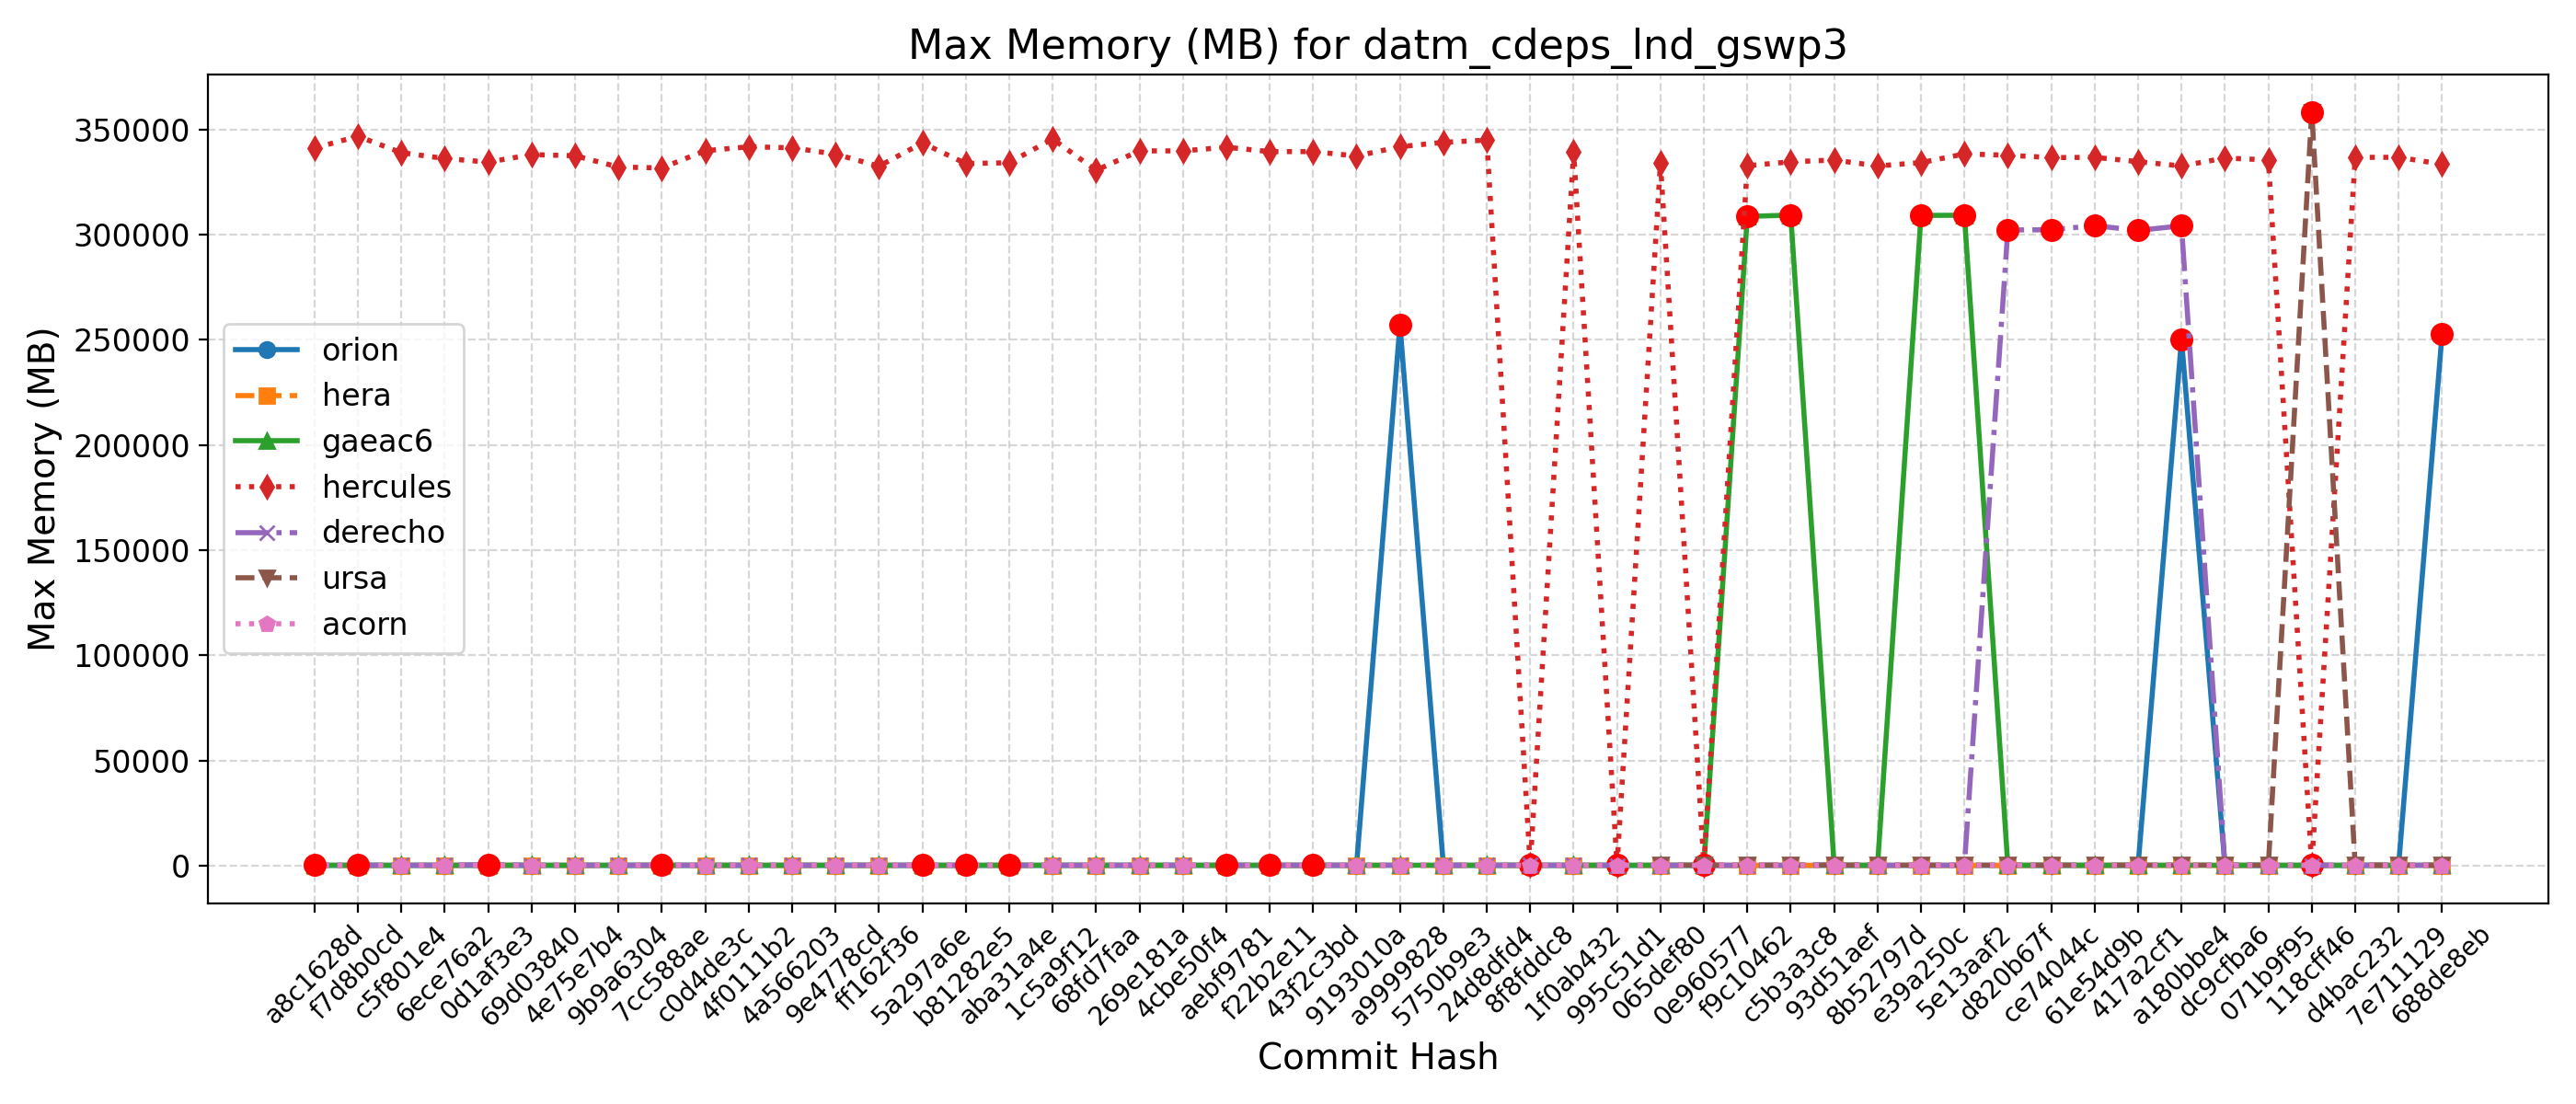 Max Memory (MB) for datm_cdeps_lnd_gswp3
Max Memory (MB)
350000
300000
250000
200000
150000
100000
50000
0
orion
hera
gaeac6
hercules
derecho
ursa
acorn
a8c1628d
f7d8b0cd
c5f801e4
6ece76a2
0d1af3e3
69d03840
4e75e7b4
9b9a6304
7cc588ae
c0d4de3c
4f0111b2
4a566203
9e4778cd
ff162f36
5a297a6e
b81282e5
aba31a4e
1c5a9f12
68fd7faa
269e181a
4cbe50f4
aebf9781
f22b2e11
43f2c3bd
9193010a
a9999828
5750b9e3
24d8dfd4
8f8fddc8
1f0ab432
995c51d1
065def80
0e960577
f9c10462
c5b3a3c8
93d51aef
8b52797d
e39a250c
5e13aaf2
d820b67f
ce74044c
61e54d9b
417a2cf1
a180bbe4
dc9cfba6
071b9f95
118cff46
d4bac232
7e711129
688de8eb
Commit Hash